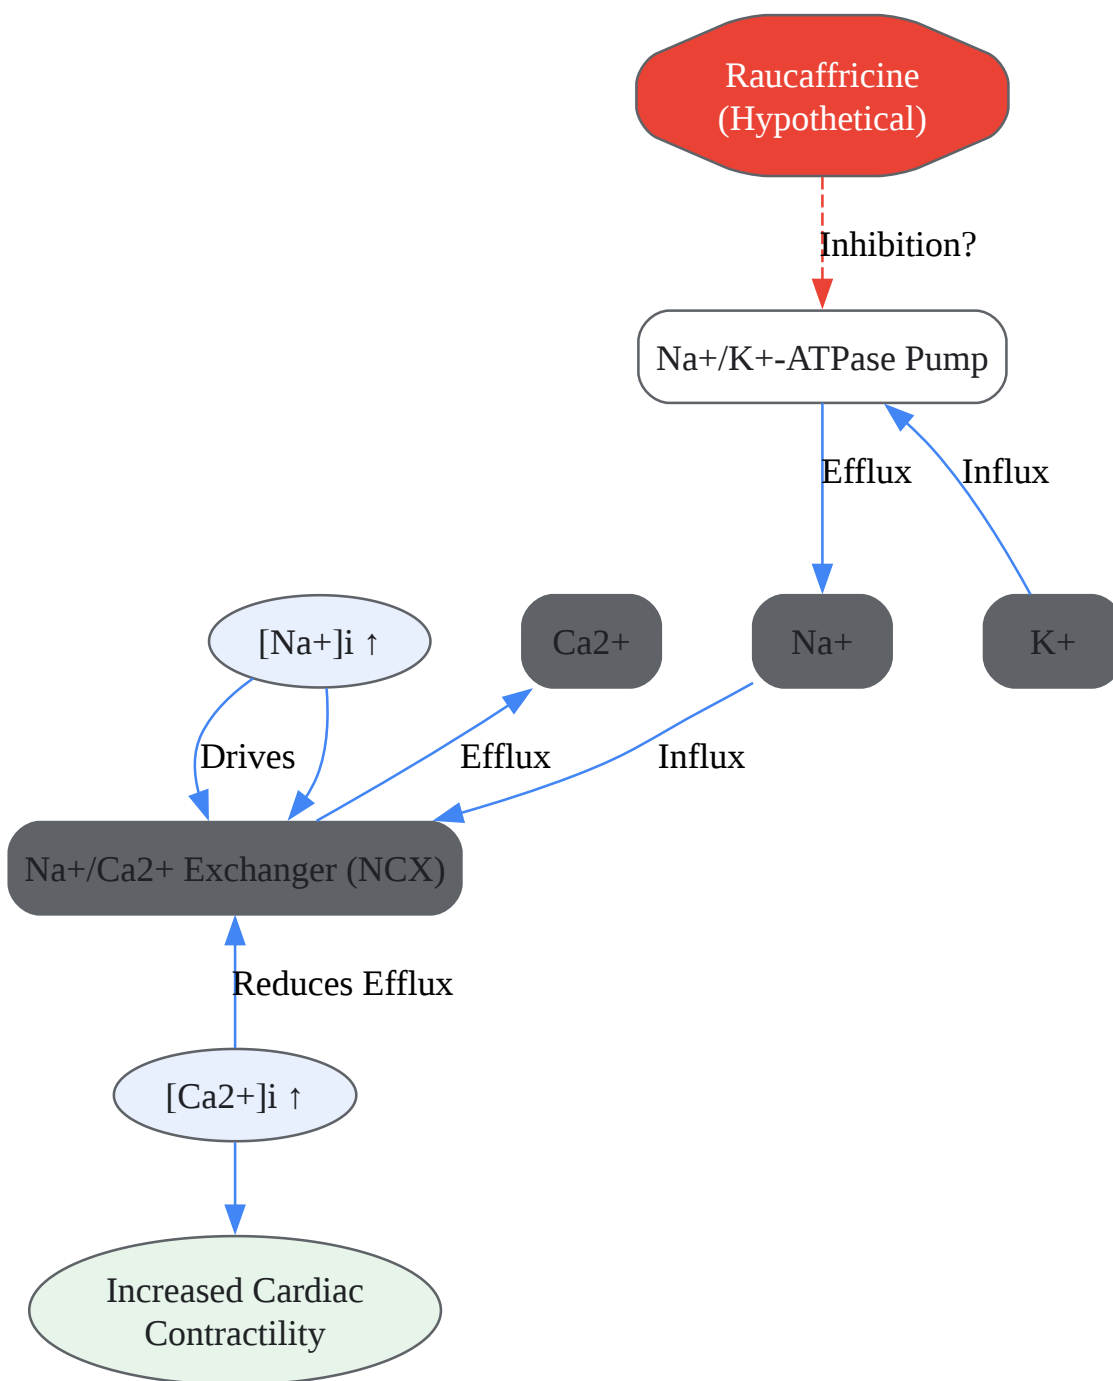 Raucaffricine
(Hypothetical)
Inhibition?
Na+/K+-ATPase Pump
Efflux
Influx
[Na+]i ↑
Ca2+
Na+
K+
Drives
Efflux
Influx
Na+/Ca2+ Exchanger (NCX)
Reduces Efflux
[Ca2+]i ↑
Increased Cardiac
Contractility